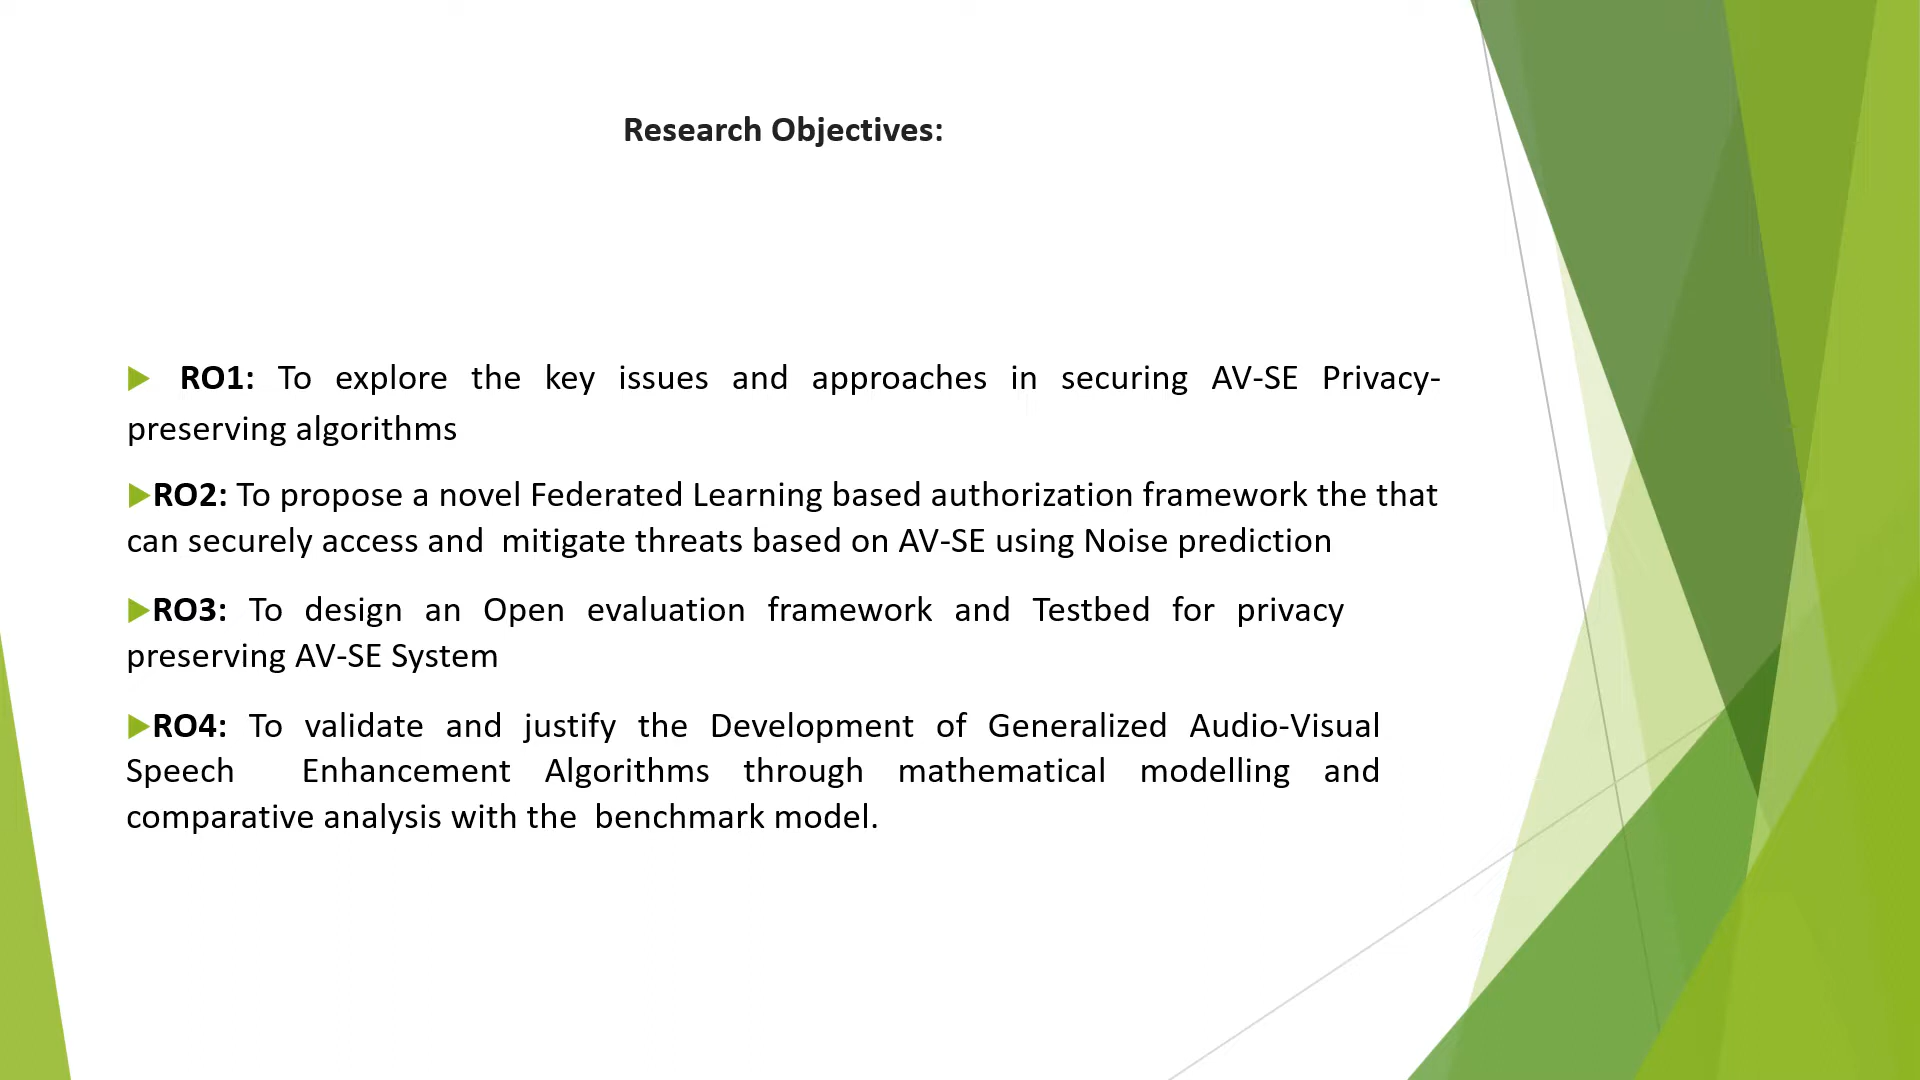 Research Objectives:
RO1: To explore the key issues and approaches in securing AV-SE Privacy-
preserving algorithms
RO2: To propose a novel Federated Learning based authorization framework the that
can securely access and  mitigate threats based on AV-SE using Noise prediction
RO3: To design an Open evaluation framework and Testbed for privacy
preserving AV-SE System
RO4: To validate and justify the Development of Generalized Audio-Visual
Speech  Enhancement Algorithms through mathematical modelling and
comparative analysis with the  benchmark model.